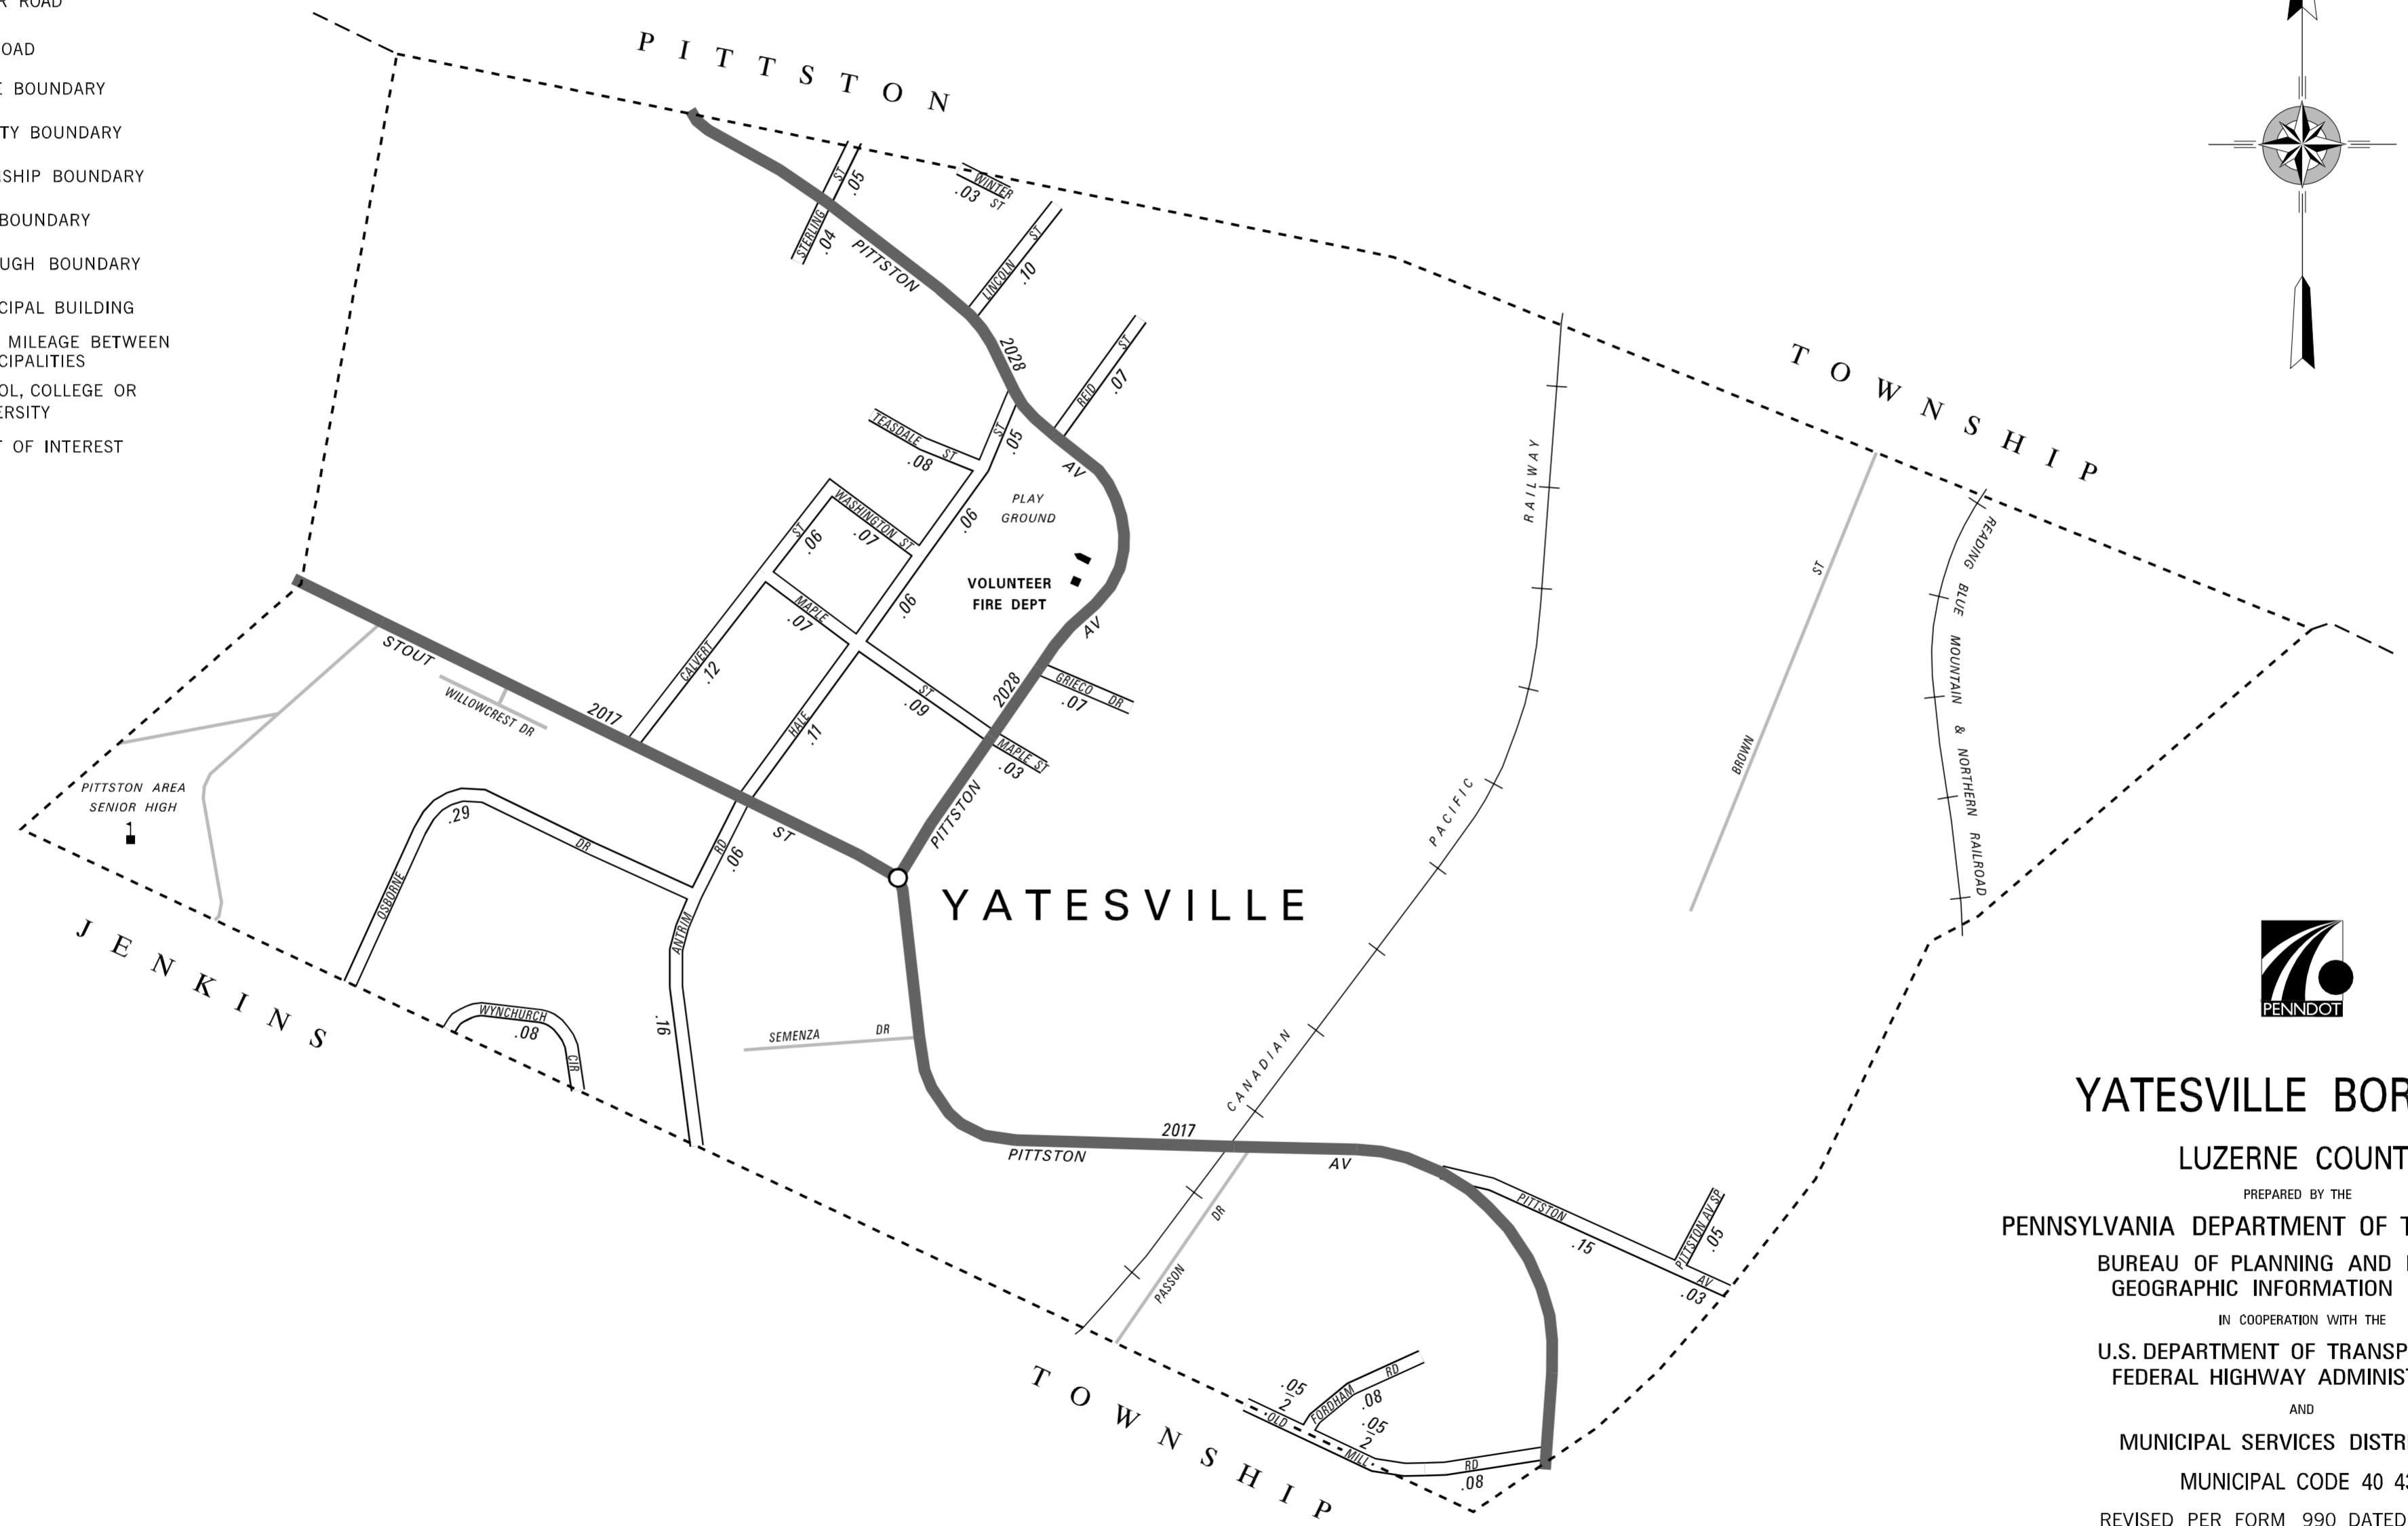 ROAD
OAD
BOUNDARY
TY BOUNDARY
SHIP BOUNDARY
BOUNDARY
UGH BOUNDARY
CIPAL BUILDING
MILEAGE BETWEEN
CIPALITIES
OL, COLLEGE OR
ERSITY
OF INTEREST
PITTSTON
TOWNSHIP
STERLING ST
.05
.04
WINTER ST
.03
PITTSTON
LINCOLN ST
.10
2028
REID ST
.07
TEASDALE ST
.08
.05
AV
PLAY
GROUND
WASHINGTON ST
.07
.06
ST
.06
VOLUNTEER
FIRE DEPT
.06
MAPLE
.07
AV
CALVERT
.12
ST
.09
2028
GRIECO DR
.07
MAPLE ST
.03
HALE
.11
STOUT
WILLOWCREST DR
2017
ST
PITTSTON
PITTSTON AREA
SENIOR HIGH
.29
OSBORNE DR
RD
.06
ANTRIM
.16
YATESVILLE
WYNCHURCH CIR
.08
SEMENZA DR
JENKINS
TOWNSHIP
CANADIAN PACIFIC RAILWAY
BROWN ST
READING BLUE MOUNTAIN & NORTHERN RAILROAD
2017
PITTSTON AV
PASSON DR
PITTSTON AV
.15
PITTSTON AV SP
.05
.03
FORDHAM RD
.08
.05
2
.05
2
OLD MILL RD
.08
PENNDOT
YATESVILLE BOR
LUZERNE COUNT
PREPARED BY THE
PENNSYLVANIA DEPARTMENT OF T
BUREAU OF PLANNING AND
GEOGRAPHIC INFORMATION
IN COOPERATION WITH THE
U.S. DEPARTMENT OF TRANSP
FEDERAL HIGHWAY ADMINIS
AND
MUNICIPAL SERVICES DISTR
MUNICIPAL CODE 40 4
REVISED PER FORM 990 DATED